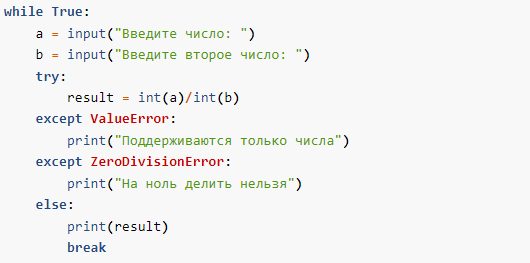 while True:
    a = input("Введите число: ")
    b = input("Введите второе число: ")
    try:
        result = int(a)/int(b)
    except ValueError:
        print("Поддерживаются только числа")
    except ZeroDivisionError:
        print("На ноль делить нельзя")
    else:
        print(result)
        break